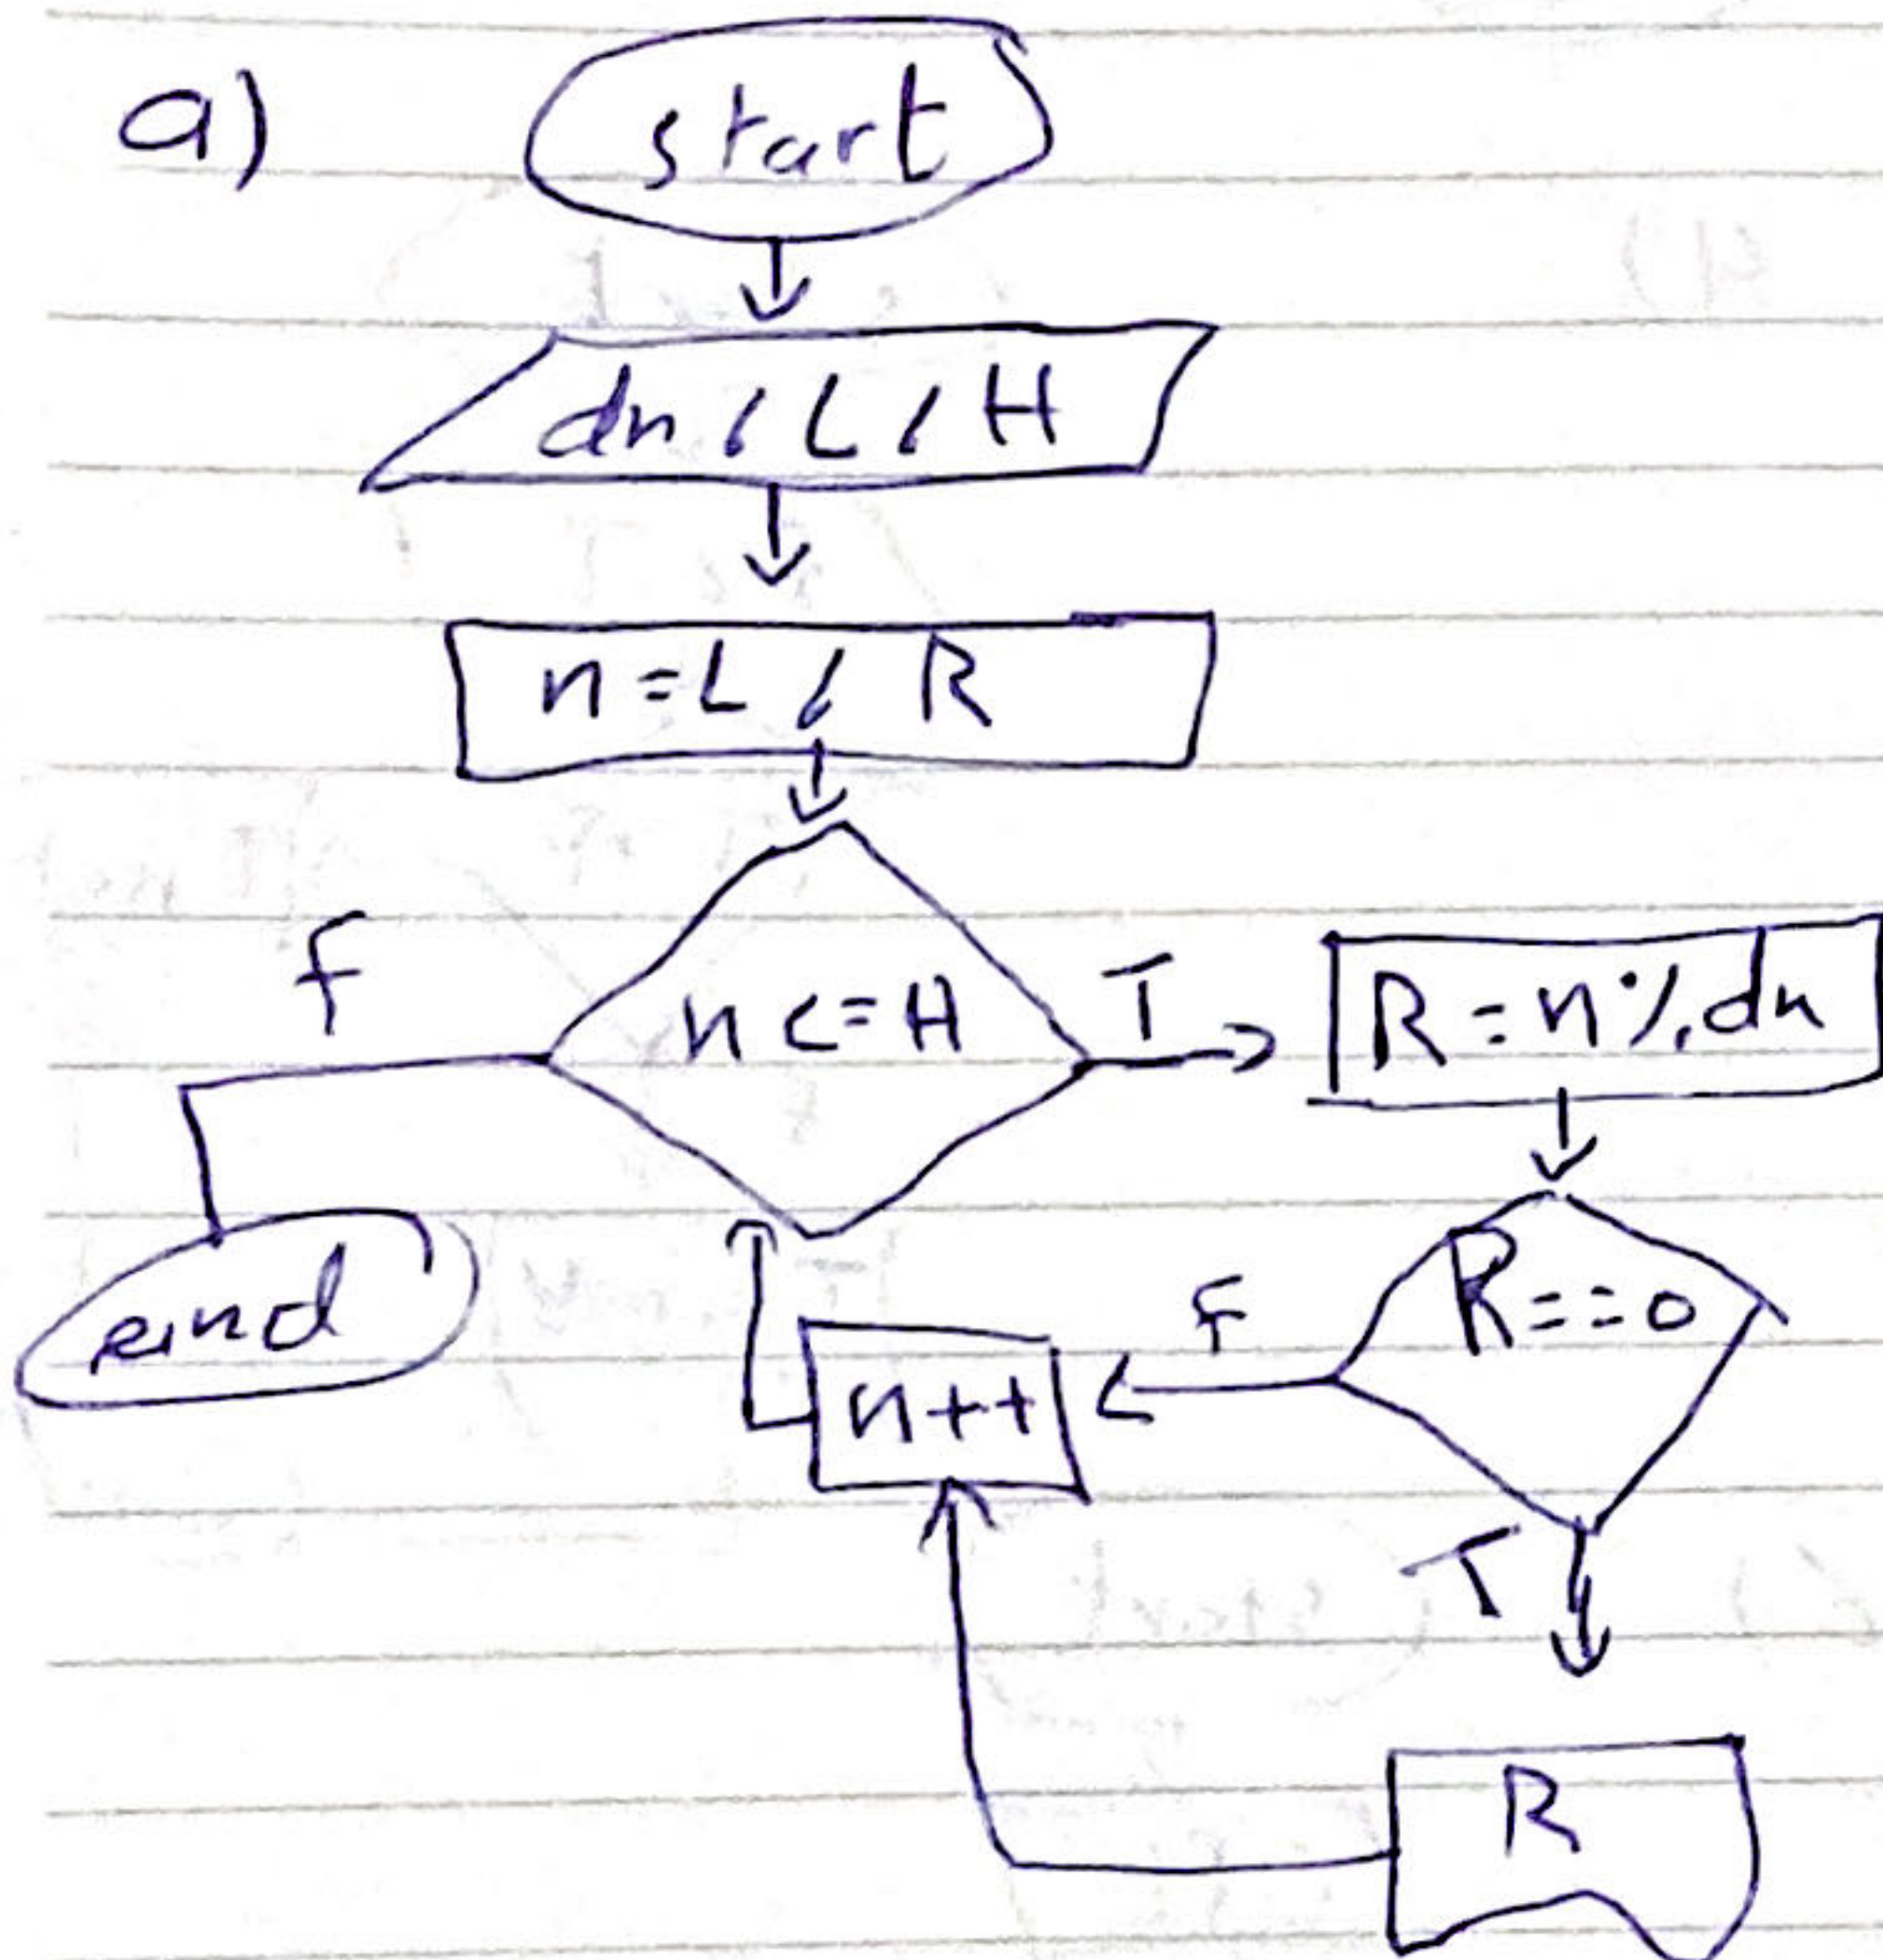 a)
start
dn, L, H
n=L, R
n<=H
F
T
R=n%dn
end
R==0
F
n++
T
R